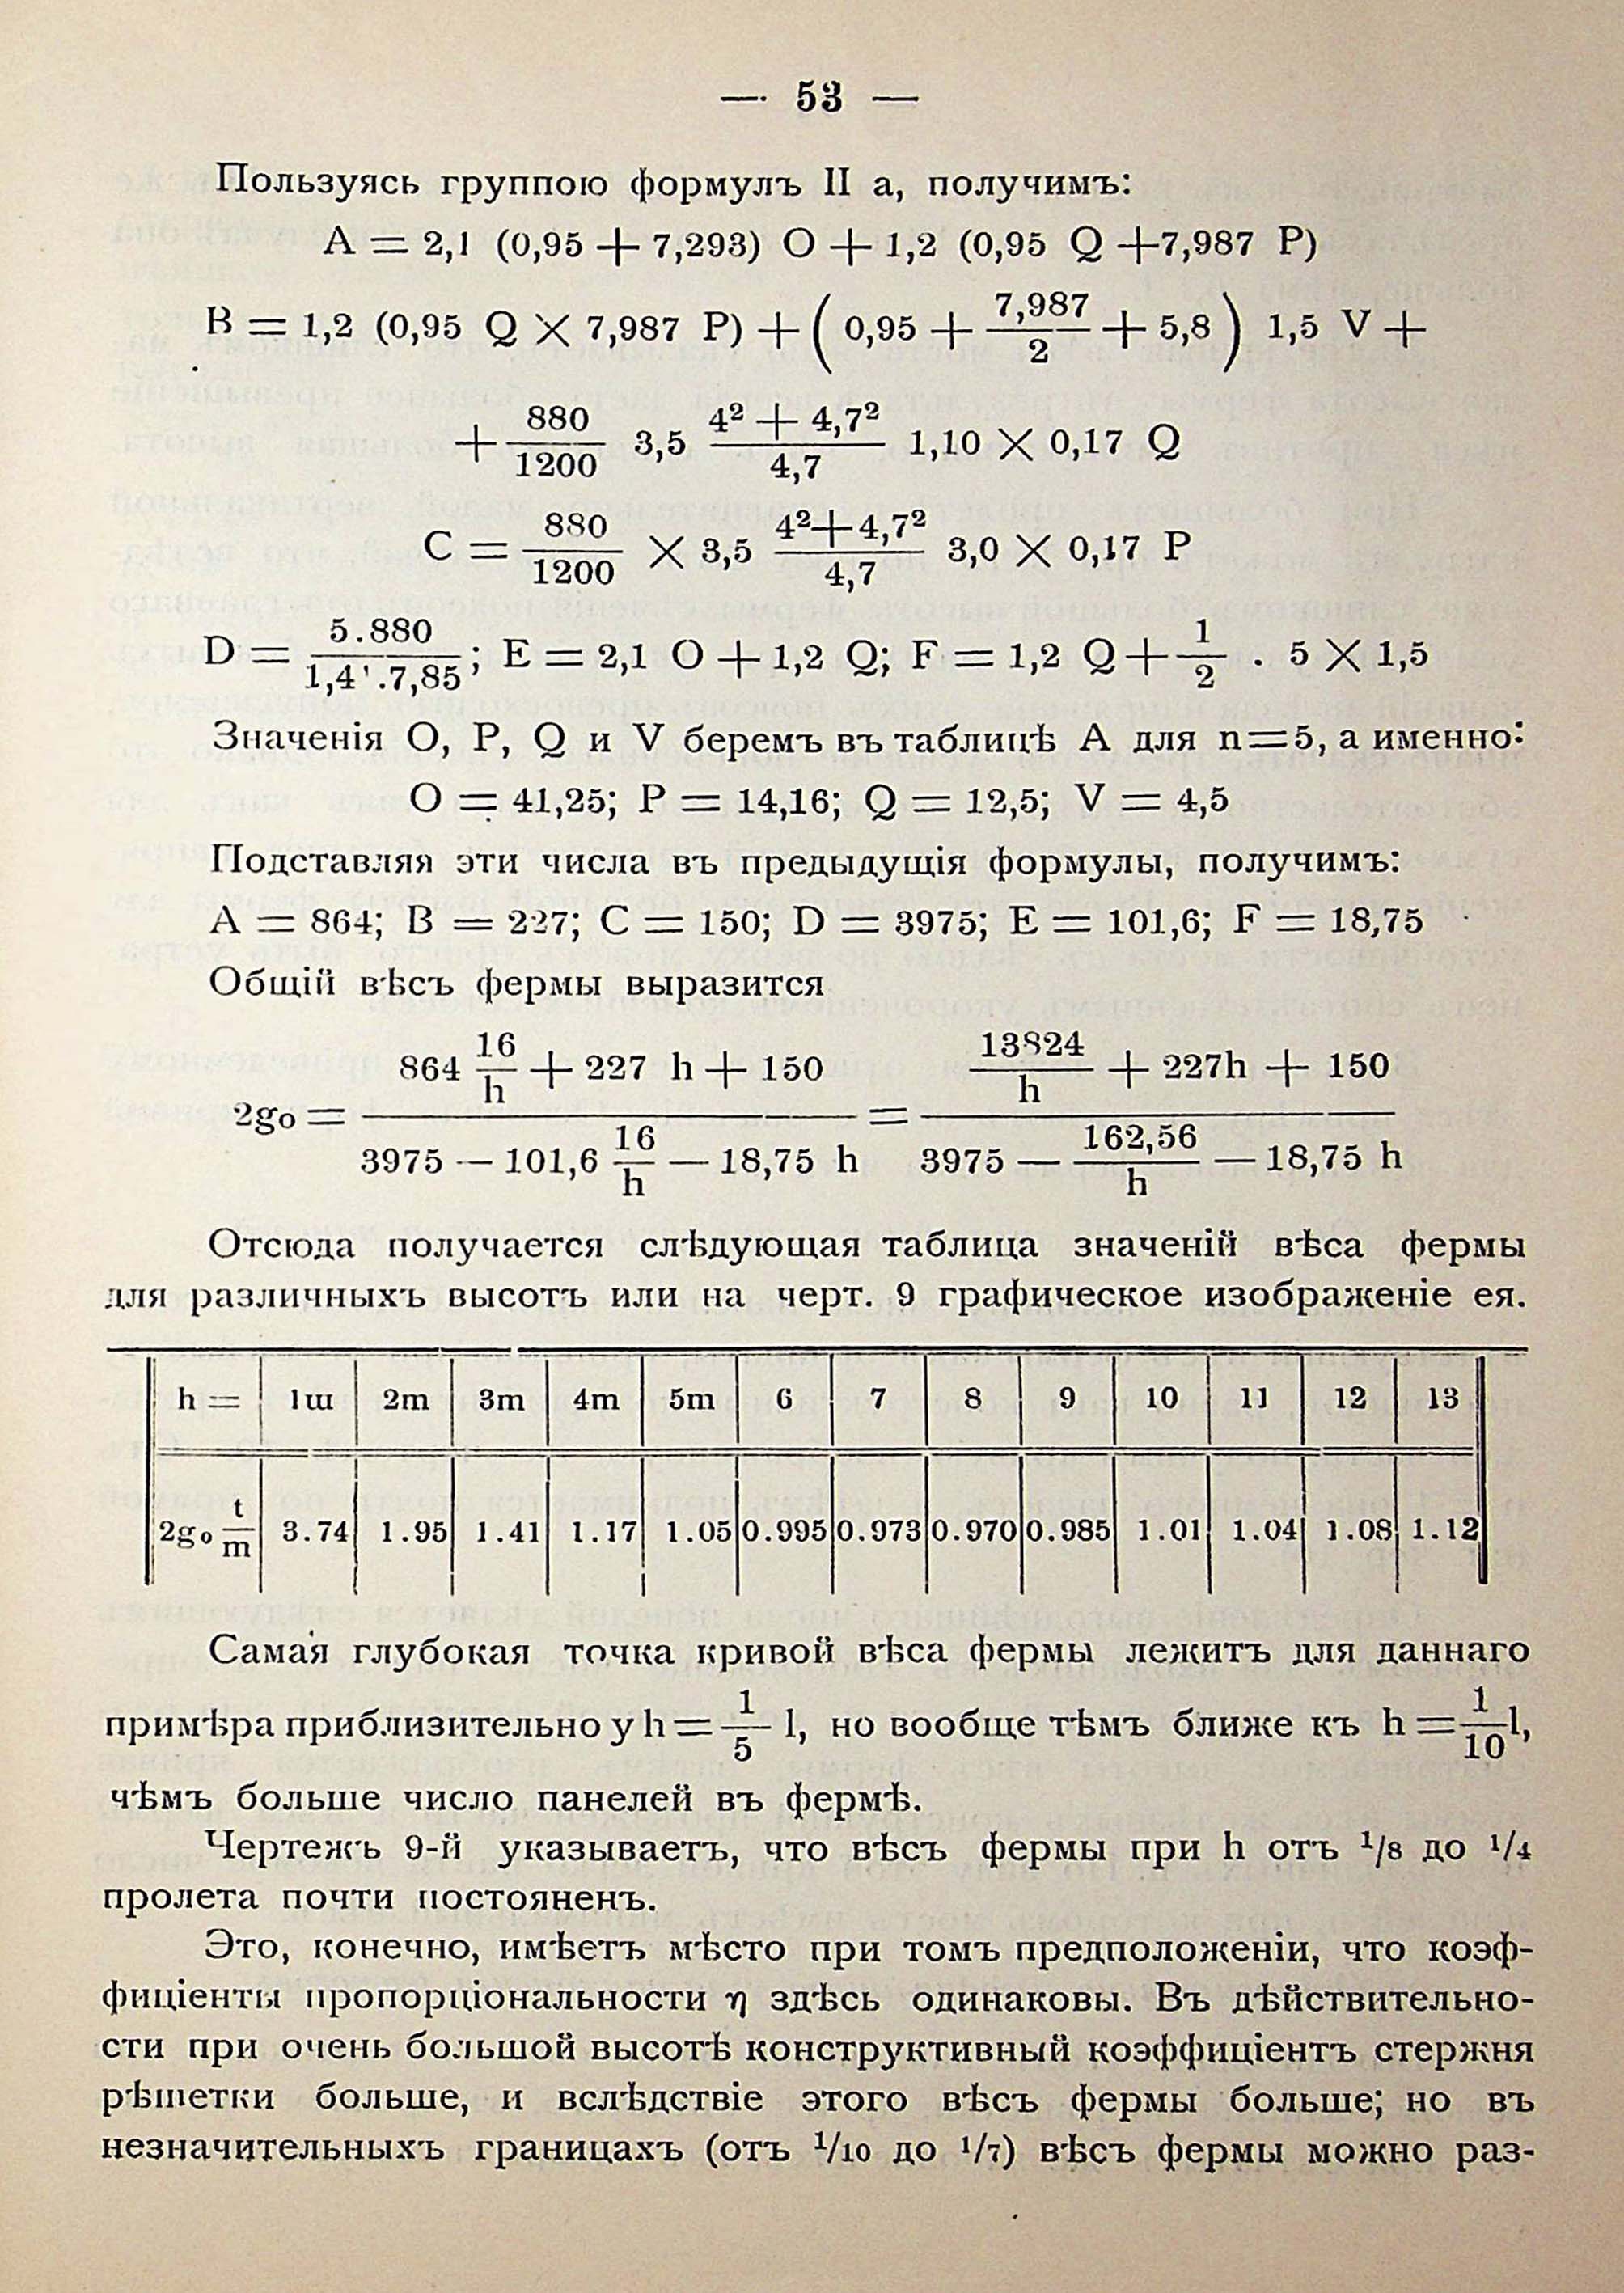 — 53 —
Пользуясь группою формулъ II а, получимъ:
A = 2,1 (0,95 + 7,293) O + 1,2 (0,95 Q +7,987 P)
B = 1,2 (0,95 Q X 7,987 P) + ( 0,95 + 7,987/2 + 5,8 ) 1,5 V +
+ 880/1200 3,5 (4² + 4,7²)/4,7 1,10 X 0,17 Q
C = 880/1200 X 3,5 (4²+4,7²)/4,7 3,0 X 0,17 P
D = 5.880/1,4'.7,85; E = 2,1 O + 1,2 Q; F = 1,2 Q + 1/2 . 5 X 1,5
Значенія O, P, Q и V беремъ въ таблицѣ А для n=5, а именно:
O = 41,25; P = 14,16; Q = 12,5; V = 4,5
Подставляя эти числа въ предыдущія формулы, получимъ:
A = 864; B = 227; C = 150; D = 3975; E = 101,6; F = 18,75
Общій вѣсъ фермы выразится
2g₀ = (864 16/h + 227 h + 150)/(3975 — 101,6 16/h — 18,75 h) = (13824/h + 227h + 150)/(3975 — 162,56/h — 18,75 h)
Отсюда получается слѣдующая таблица значеній вѣса фермы
для различныхъ высотъ или на черт. 9 графическое изображеніе ея.
h = 1ш 2m 3m 4m 5m 6 7 8 9 10 11 12 13
2g₀ t/m 3.74 1.95 1.41 1.17 1.05 0.995 0.973 0.970 0.985 1.01 1.04 1.08 1.12
Самая глубокая точка кривой вѣса фермы лежитъ для даннаго
примѣра приблизительно у h = 1/5 l, но вообще тѣмъ ближе къ h = 1/10 l,
чѣмъ больше число панелей въ фермѣ.
Чертежъ 9-й указываетъ, что вѣсъ фермы при h отъ 1/8 до 1/4
пролета почти постояненъ.
Это, конечно, имѣетъ мѣсто при томъ предположеніи, что коэф-
фиціенты пропорціональности η здѣсь одинаковы. Въ дѣйствительно-
сти при очень большой высотѣ конструктивный коэффиціентъ стержня
рѣшетки больше, и вслѣдствіе этого вѣсъ фермы больше; но въ
незначительныхъ границахъ (отъ 1/10 до 1/7) вѣсъ фермы можно раз-